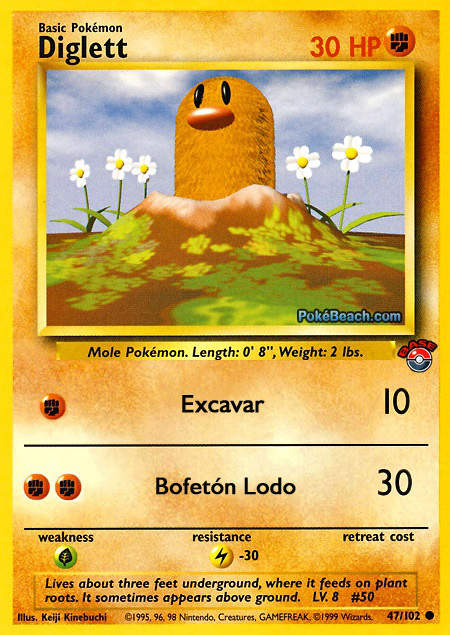 Basic Pokémon
Diglett 30 HP
PokéBeach.com
Mole Pokémon. Length: 0' 8", Weight: 2 lbs.
BASE
Excavar 10
Bofetón Lodo 30
weakness resistance retreat cost
-30
Lives about three feet underground, where it feeds on plant
roots. It sometimes appears above ground. LV. 8 #50
Illus. Keiji Kinebuchi ©1995, 96, 98 Nintendo, Creatures, GAMEFREAK. ©1999 Wizards. 47/102